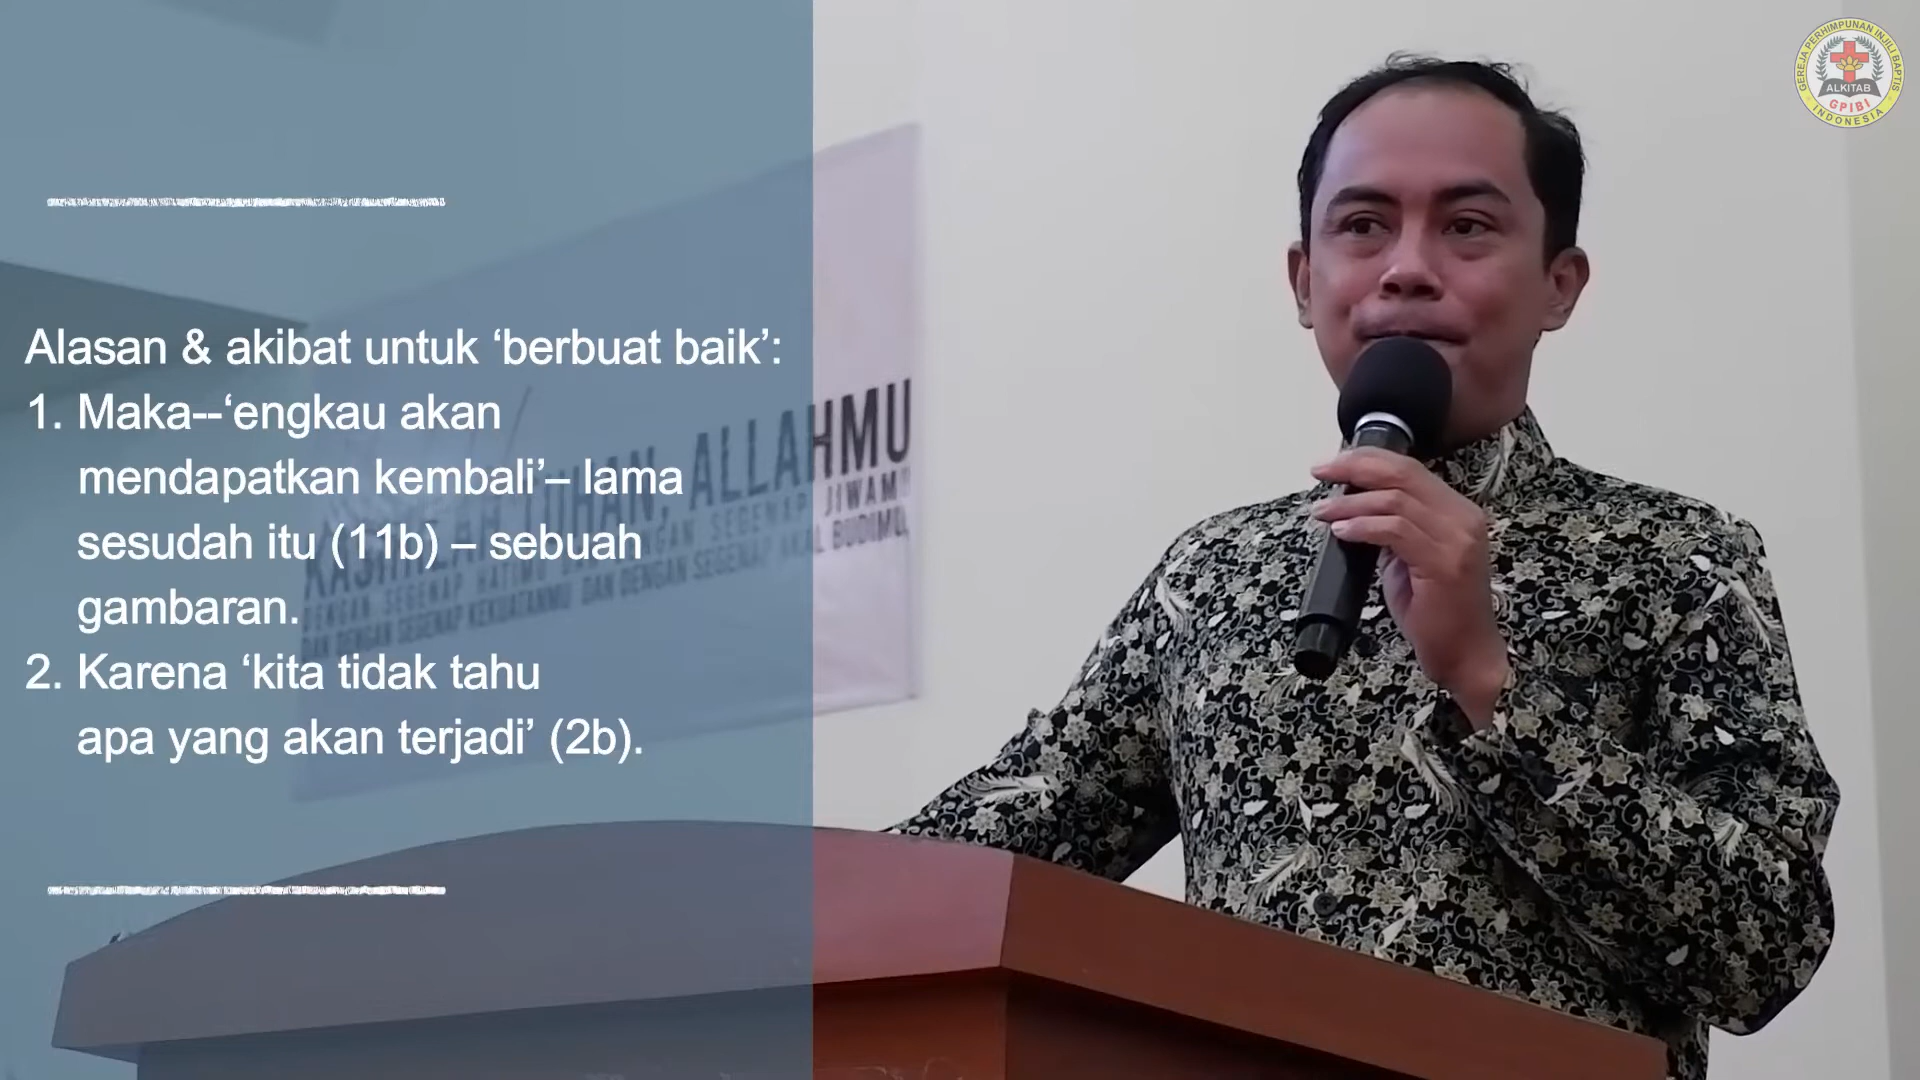 Alasan & akibat untuk ‘berbuat baik’:
1. Maka--‘engkau akan
mendapatkan kembali’– lama
sesudah itu (11b) – sebuah
gambaran.
2. Karena ‘kita tidak tahu
apa yang akan terjadi’ (2b).
KASIHILAH TUHAN, ALLAHMU
DENGAN SEGENAP HATIMU DAN DENGAN SEGENAP JIWAMU
DAN DENGAN SEGENAP KEKUATANMU DAN DENGAN SEGENAP AKAL BUDIMU,
GEREJA PERHIMPUNAN INJILI BAPTIS
ALKITAB
GPIBI
INDONESIA